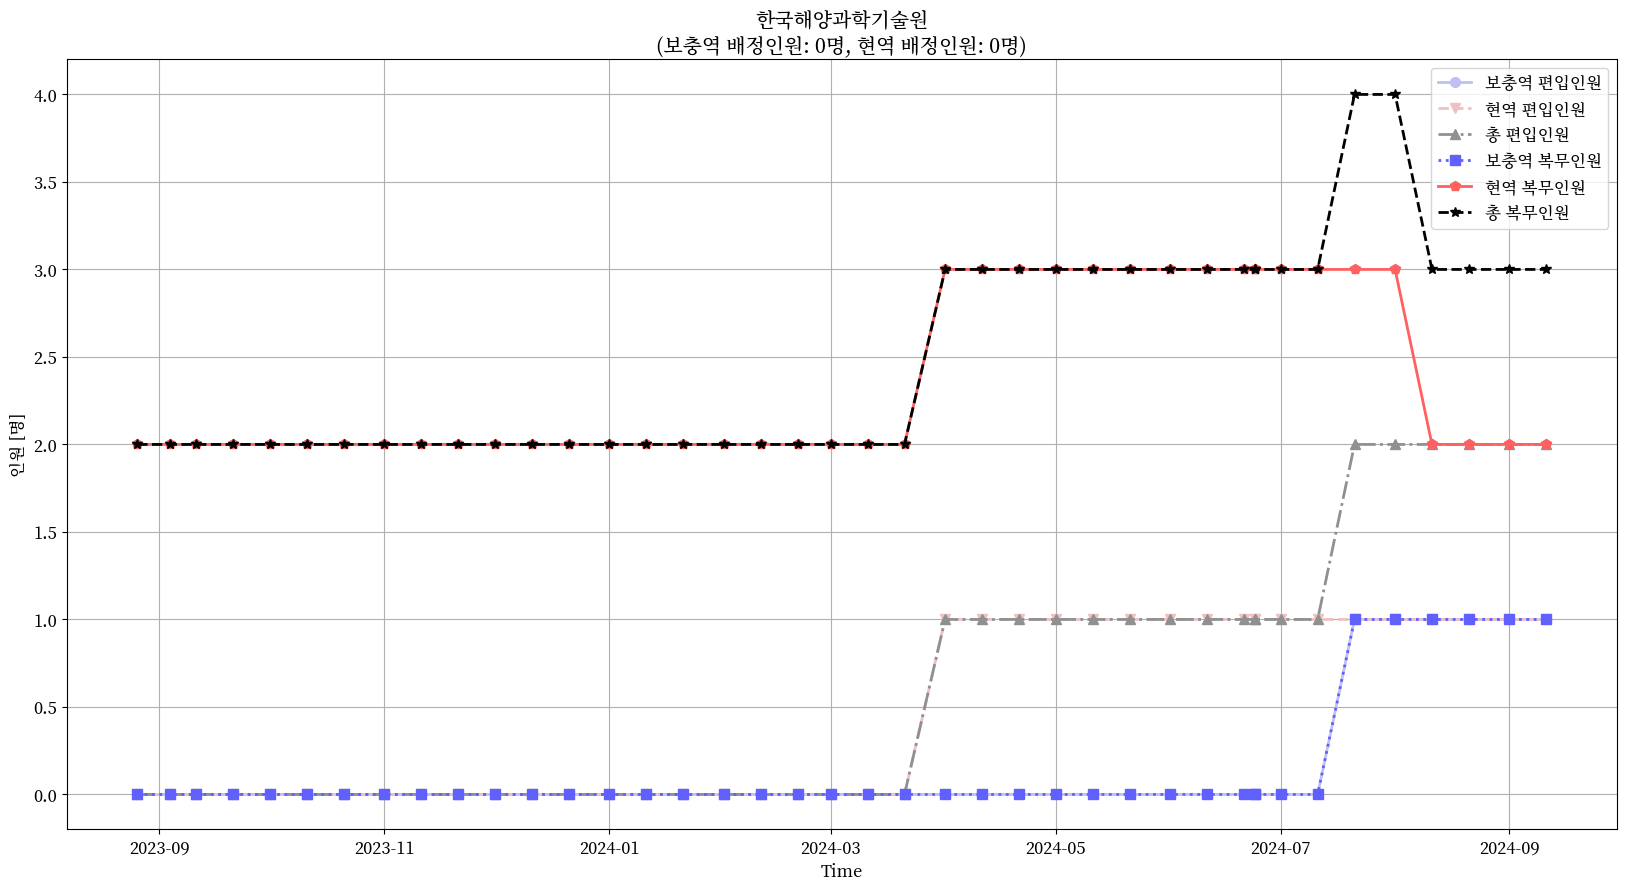 한국해양과학기술원
(보충역 배정인원: 0명, 현역 배정인원: 0명)
보충역 편입인원
현역 편입인원
총 편입인원
보충역 복무인원
현역 복무인원
총 복무인원
인원 [명]
4.0
3.5
3.0
2.5
2.0
1.5
1.0
0.5
0.0
2023-09
2023-11
2024-01
2024-03
2024-05
2024-07
2024-09
Time